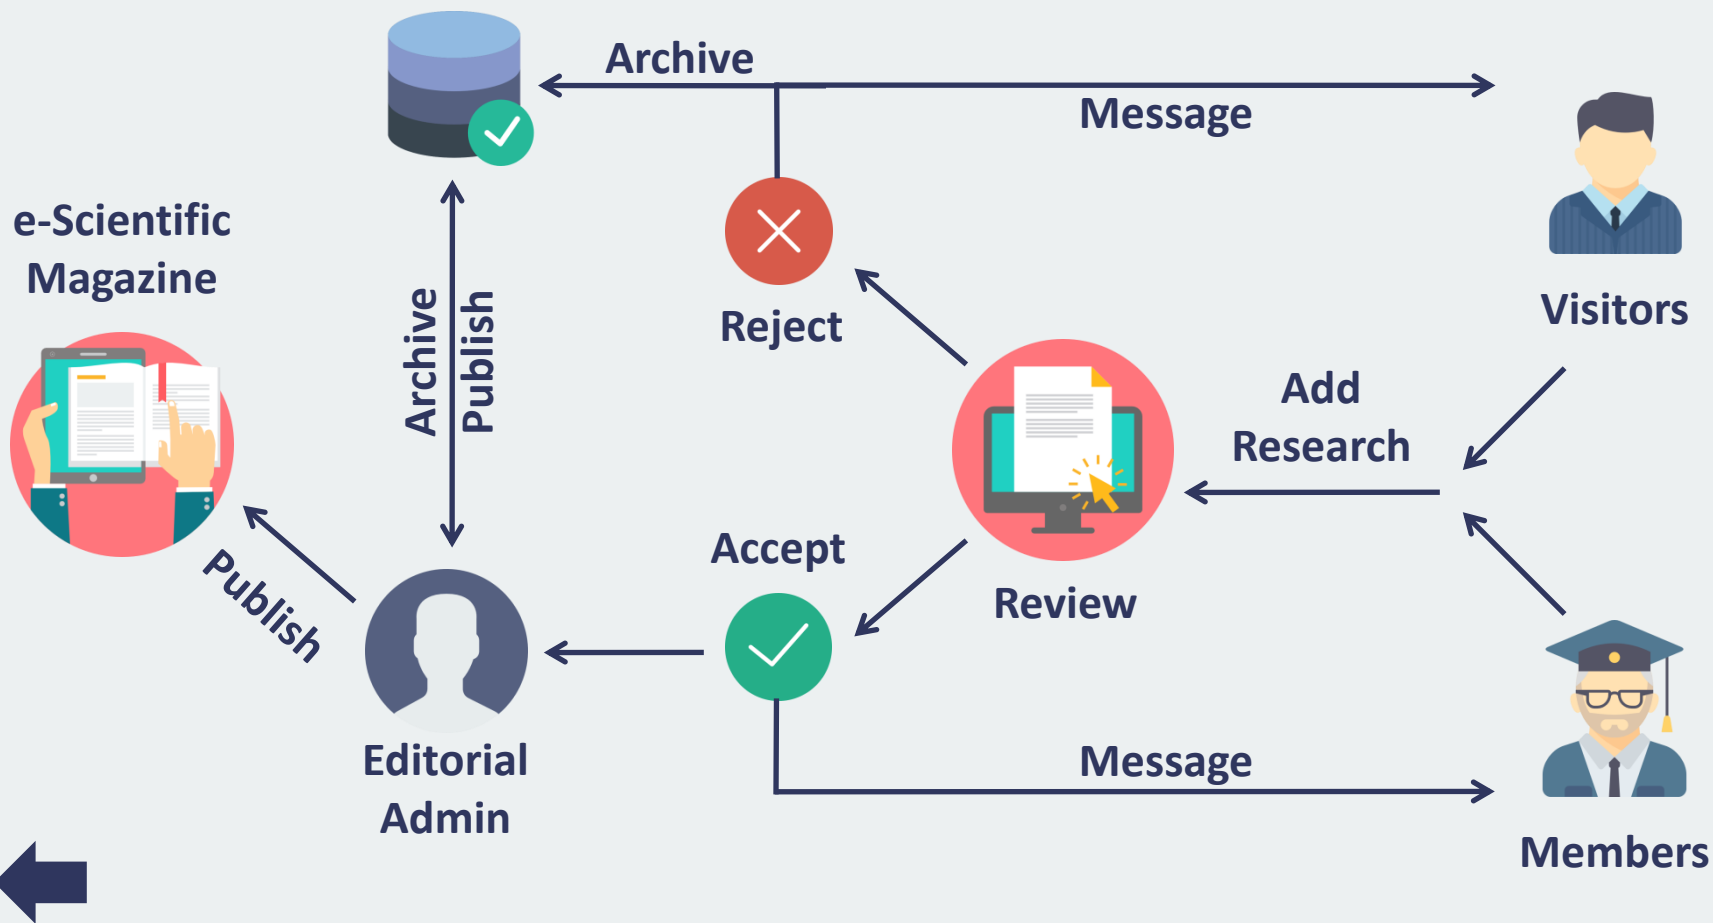 Archive
Message
e-Scientific
Magazine
Visitors
Reject
Archive
Publish
Add
Research
Accept
Review
Publish
Editorial
Admin
Message
Members